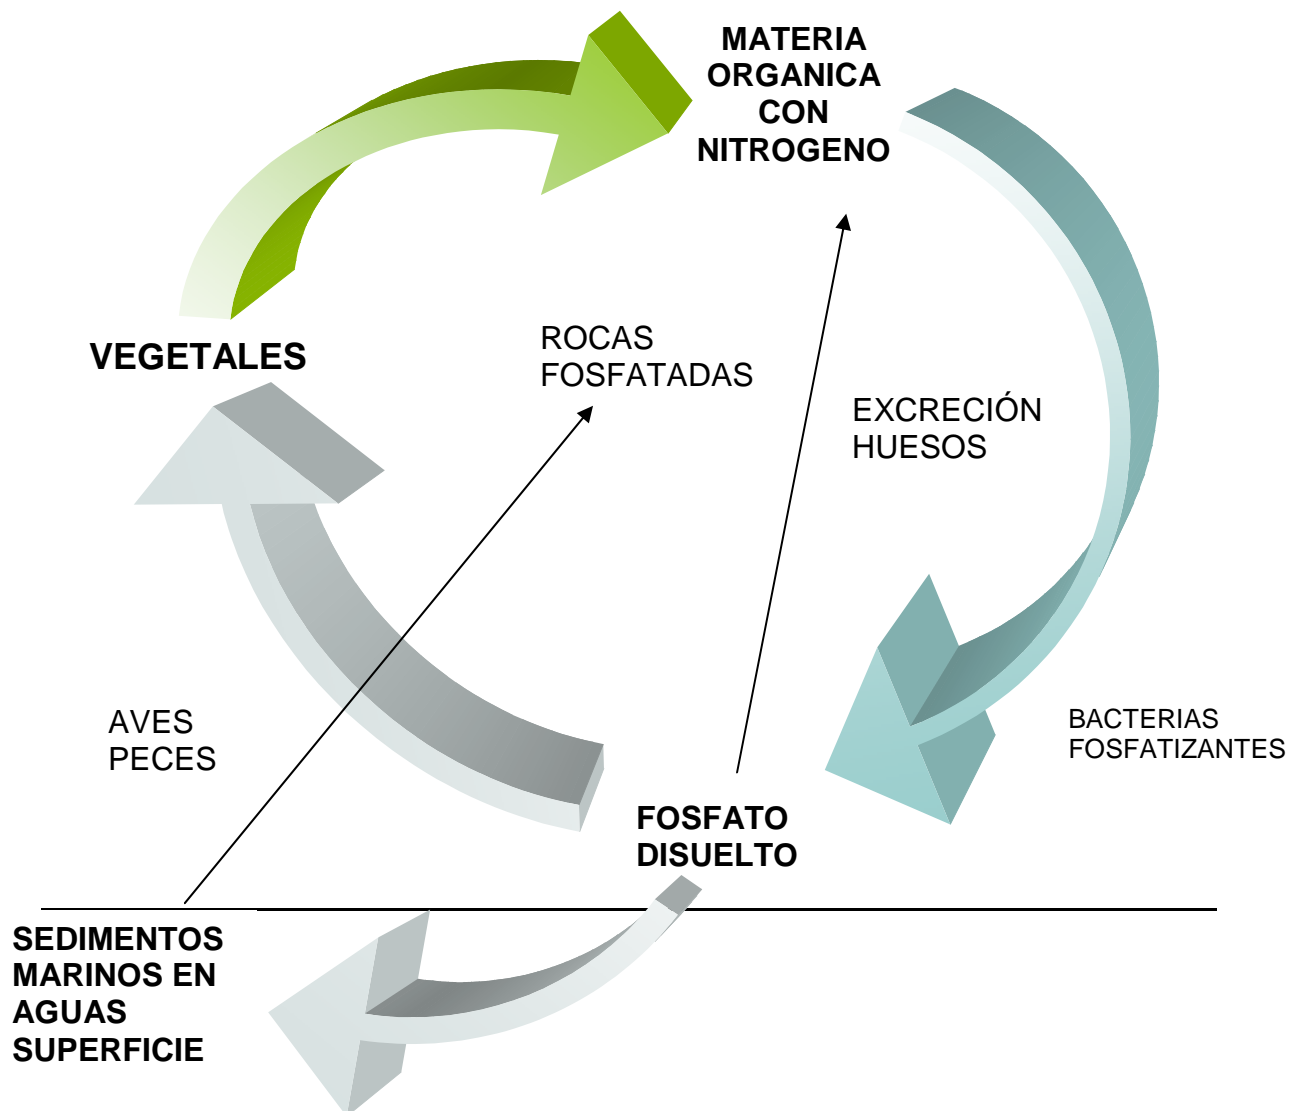 MATERIA
ORGANICA
CON
NITROGENO
VEGETALES
ROCAS
FOSFATADAS
EXCRECIÓN
HUESOS
AVES
PECES
BACTERIAS
FOSFATIZANTES
FOSFATO
DISUELTO
SEDIMENTOS
MARINOS EN
AGUAS
SUPERFICIE